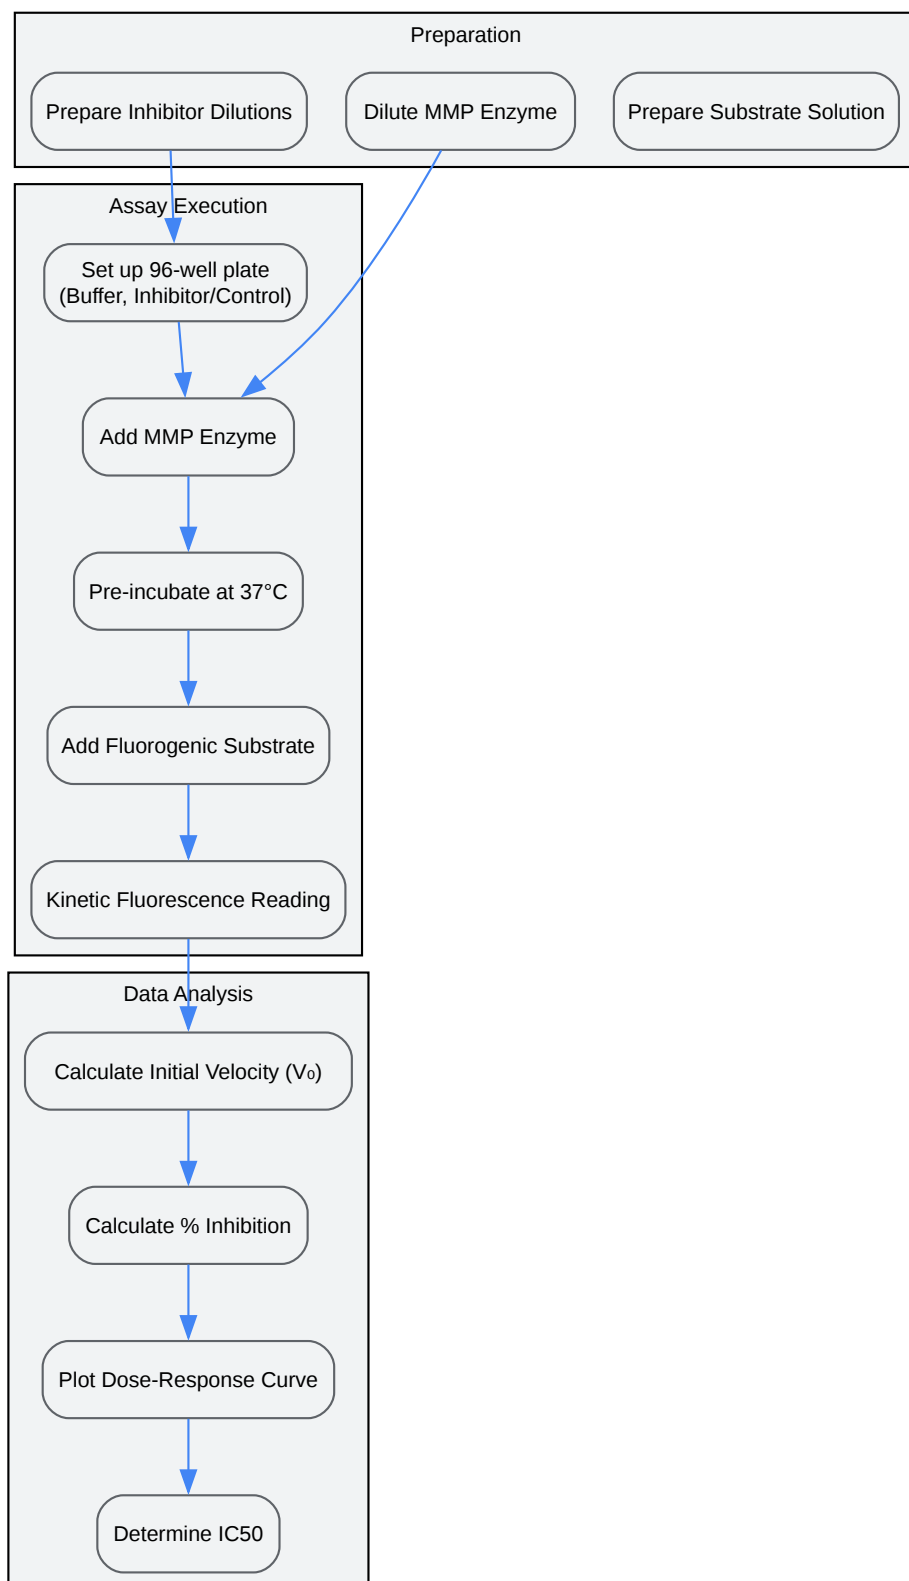 Preparation
Prepare Inhibitor Dilutions
Dilute MMP Enzyme
Prepare Substrate Solution
Assay Execution
Set up 96-well plate
(Buffer, Inhibitor/Control)
Add MMP Enzyme
Pre-incubate at 37°C
Add Fluorogenic Substrate
Kinetic Fluorescence Reading
Data Analysis
Calculate Initial Velocity (V₀)
Calculate % Inhibition
Plot Dose-Response Curve
Determine IC50